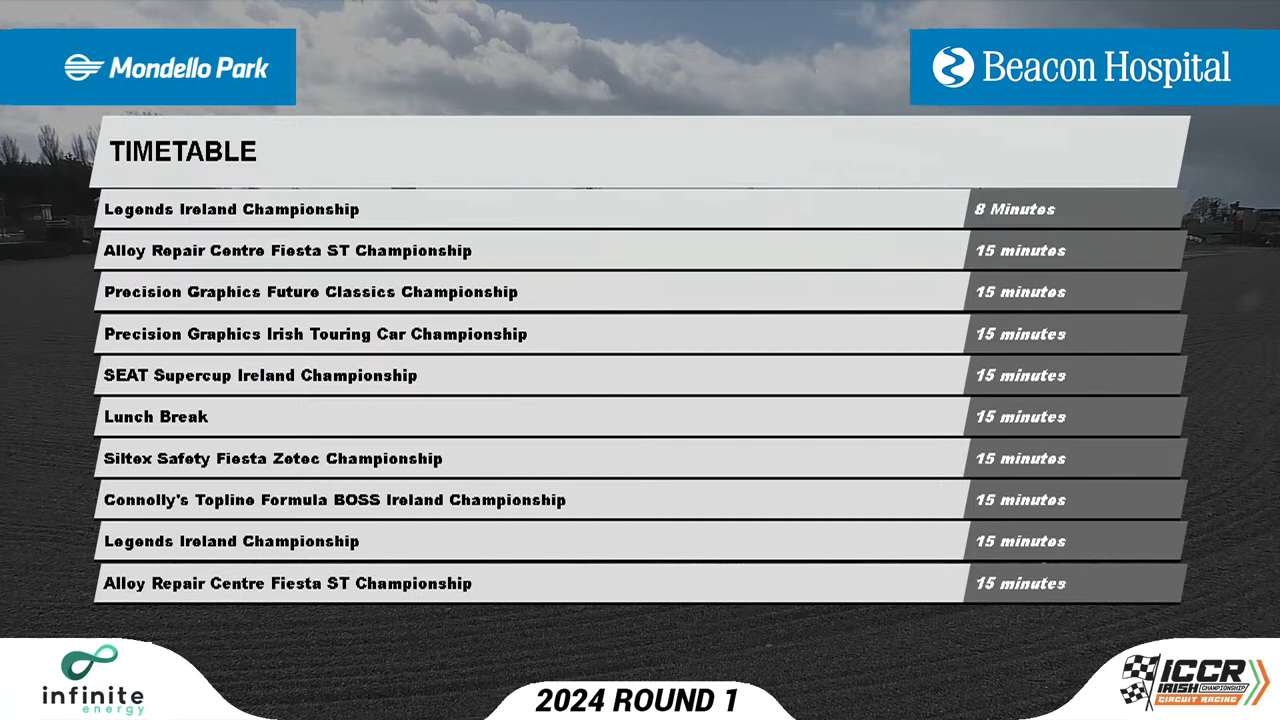 Mondello Park
Beacon Hospital
TIMETABLE
Legends Ireland Championship 8 Minutes
Alloy Repair Centre Fiesta ST Championship 15 minutes
Precision Graphics Future Classics Championship 15 minutes
Precision Graphics Irish Touring Car Championship 15 minutes
SEAT Supercup Ireland Championship 15 minutes
Lunch Break 15 minutes
Siltex Safety Fiesta Zetec Championship 15 minutes
Connolly's Topline Formula BOSS Ireland Championship 15 minutes
Legends Ireland Championship 15 minutes
Alloy Repair Centre Fiesta ST Championship 15 minutes
infinite
energy
2024 ROUND 1
ICCR
IRISH CHAMPIONSHIP
CIRCUIT RACING